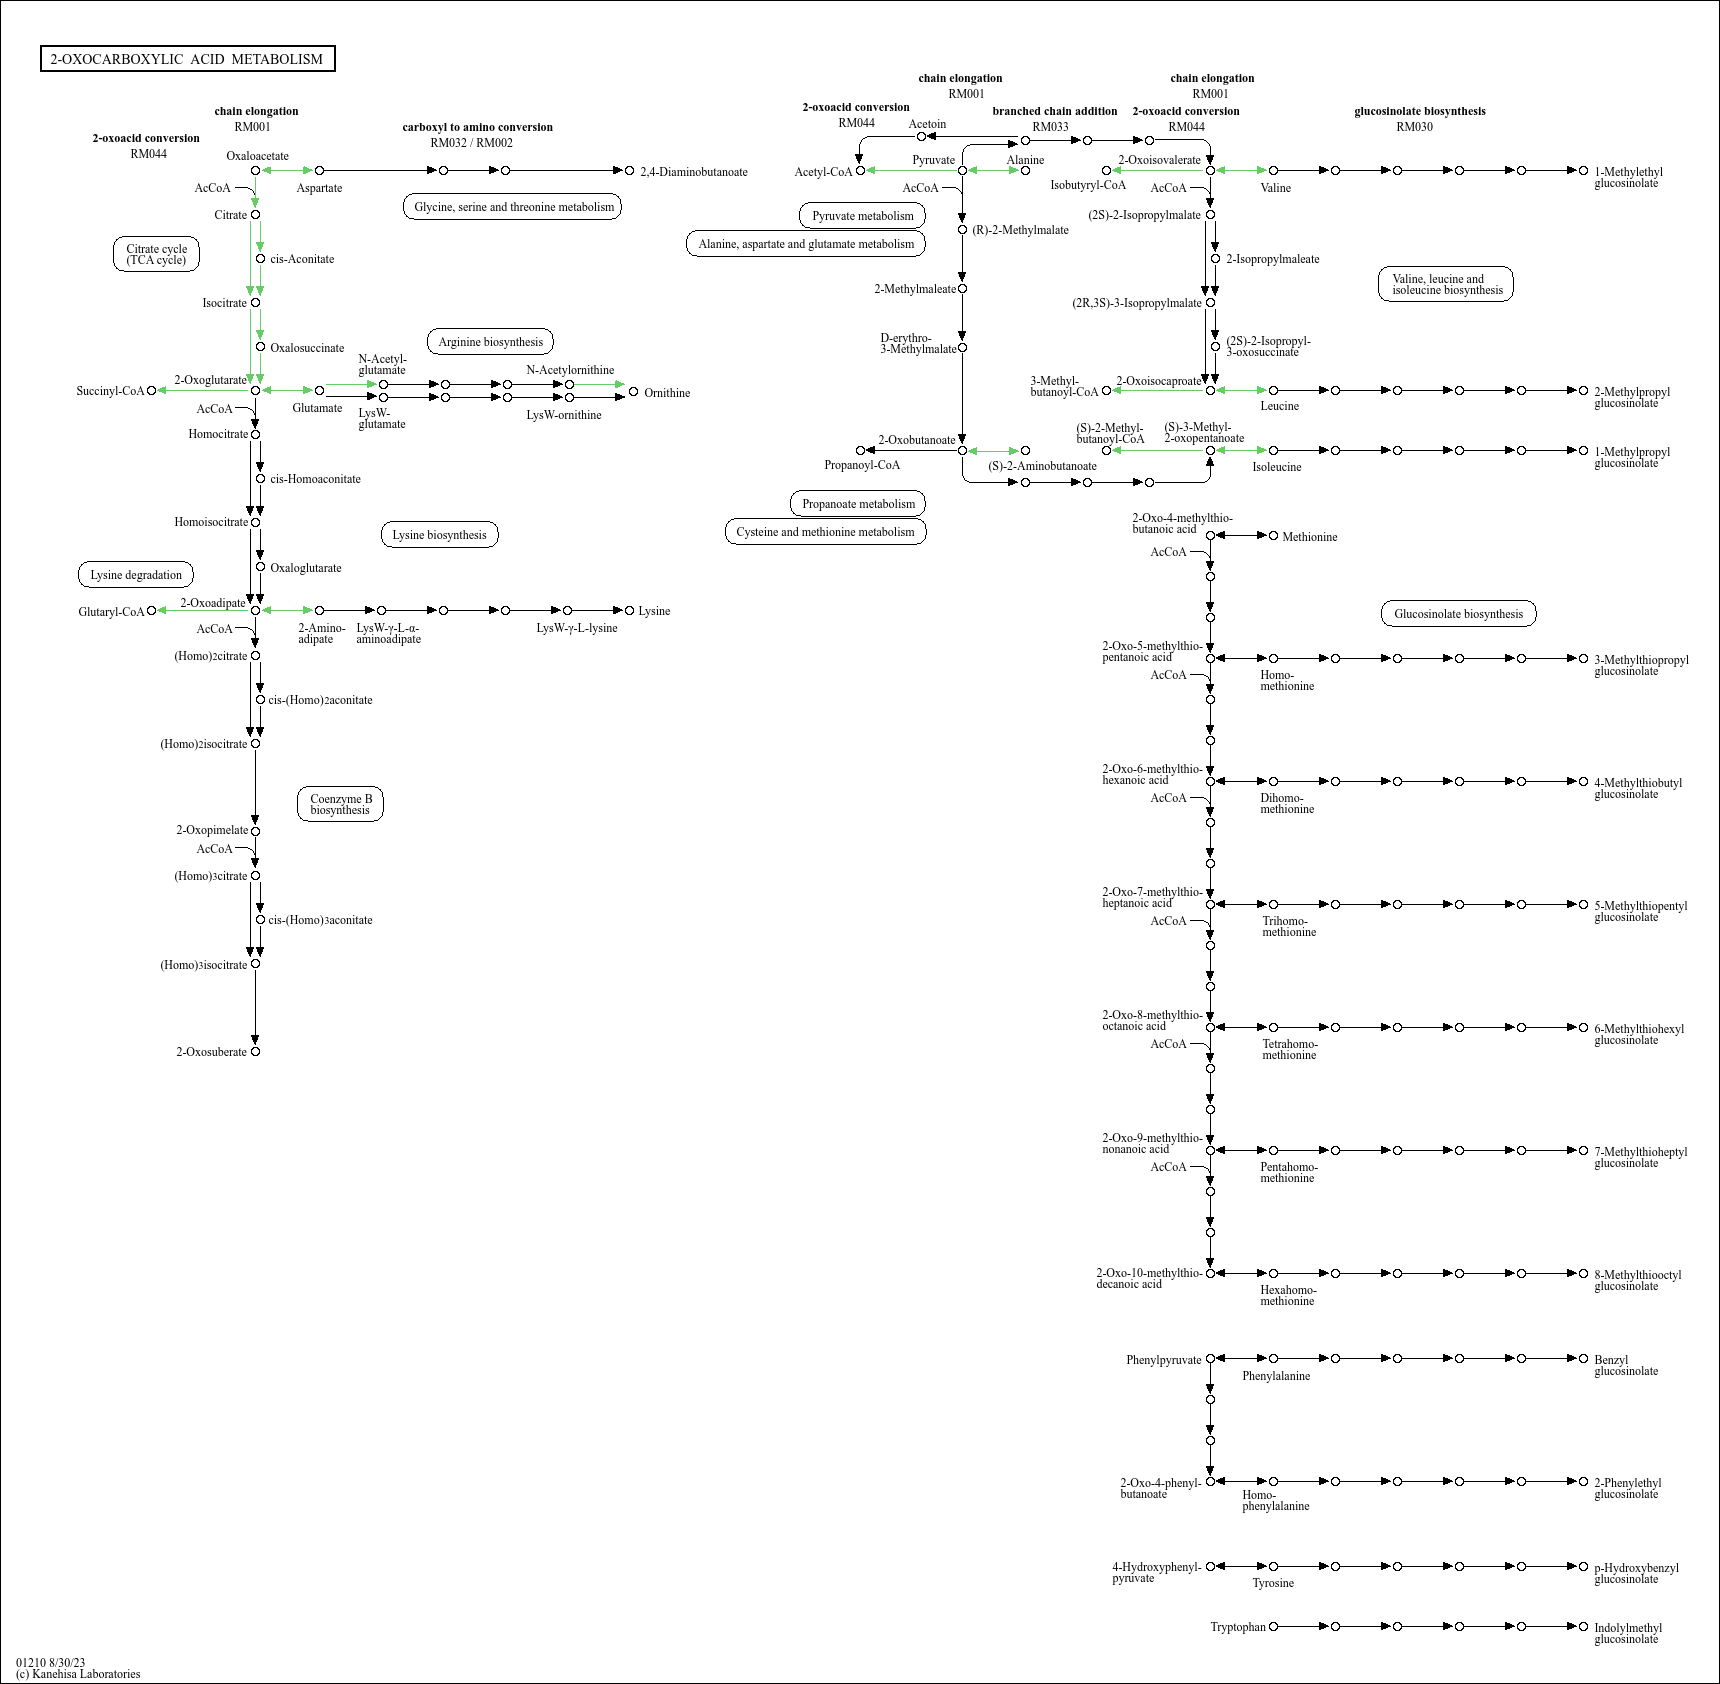 2-OXOCARBOXYLIC ACID METABOLISM
chain elongation
RM001
2-oxoacid conversion
RM044
carboxyl to amino conversion
RM032 / RM002
Oxaloacetate
AcCoA
Aspartate
2,4-Diaminobutanoate
Glycine, serine and threonine metabolism
Citrate
Citrate cycle
(TCA cycle)
cis-Aconitate
Isocitrate
Oxalosuccinate
Arginine biosynthesis
N-Acetyl-
glutamate
N-Acetylornithine
2-Oxoglutarate
Succinyl-CoA
Glutamate
Ornithine
AcCoA
LysW-
glutamate
LysW-ornithine
Homocitrate
cis-Homoaconitate
Homoisocitrate
Lysine biosynthesis
Oxaloglutarate
Lysine degradation
2-Oxoadipate
Glutaryl-CoA
Lysine
AcCoA
2-Amino-
adipate
LysW-γ-L-α-
aminoadipate
LysW-γ-L-lysine
(Homo)2citrate
cis-(Homo)2aconitate
(Homo)2isocitrate
Coenzyme B
biosynthesis
2-Oxopimelate
AcCoA
(Homo)3citrate
cis-(Homo)3aconitate
(Homo)3isocitrate
2-Oxosuberate
chain elongation
RM001
2-oxoacid conversion
RM044
Acetoin
branched chain addition
RM033
chain elongation
RM001
2-oxoacid conversion
RM044
glucosinolate biosynthesis
RM030
Pyruvate
Alanine
Acetyl-CoA
AcCoA
2-Oxoisovalerate
Isobutyryl-CoA
AcCoA
Valine
1-Methylethyl
glucosinolate
Pyruvate metabolism
Alanine, aspartate and glutamate metabolism
(R)-2-Methylmalate
(2S)-2-Isopropylmalate
2-Isopropylmaleate
Valine, leucine and
isoleucine biosynthesis
2-Methylmaleate
(2R,3S)-3-Isopropylmalate
D-erythro-
3-Methylmalate
(2S)-2-Isopropyl-
3-oxosuccinate
3-Methyl-
butanoyl-CoA
2-Oxoisocaproate
Leucine
2-Methylpropyl
glucosinolate
2-Oxobutanoate
Propanoyl-CoA
(S)-2-Aminobutanoate
(S)-2-Methyl-
butanoyl-CoA
(S)-3-Methyl-
2-oxopentanoate
Isoleucine
1-Methylpropyl
glucosinolate
Propanoate metabolism
Cysteine and methionine metabolism
2-Oxo-4-methylthio-
butanoic acid
Methionine
AcCoA
Glucosinolate biosynthesis
2-Oxo-5-methylthio-
pentanoic acid
AcCoA
Homo-
methionine
3-Methylthiopropyl
glucosinolate
2-Oxo-6-methylthio-
hexanoic acid
AcCoA
Dihomo-
methionine
4-Methylthiobutyl
glucosinolate
2-Oxo-7-methylthio-
heptanoic acid
AcCoA
Trihomo-
methionine
5-Methylthiopentyl
glucosinolate
2-Oxo-8-methylthio-
octanoic acid
AcCoA
Tetrahomo-
methionine
6-Methylthiohexyl
glucosinolate
2-Oxo-9-methylthio-
nonanoic acid
AcCoA
Pentahomo-
methionine
7-Methylthioheptyl
glucosinolate
2-Oxo-10-methylthio-
decanoic acid
Hexahomo-
methionine
8-Methylthiooctyl
glucosinolate
Phenylpyruvate
Phenylalanine
Benzyl
glucosinolate
2-Oxo-4-phenyl-
butanoate
Homo-
phenylalanine
2-Phenylethyl
glucosinolate
4-Hydroxyphenyl-
pyruvate
Tyrosine
p-Hydroxybenzyl
glucosinolate
Tryptophan
Indolylmethyl
glucosinolate
01210 8/30/23
(c) Kanehisa Laboratories